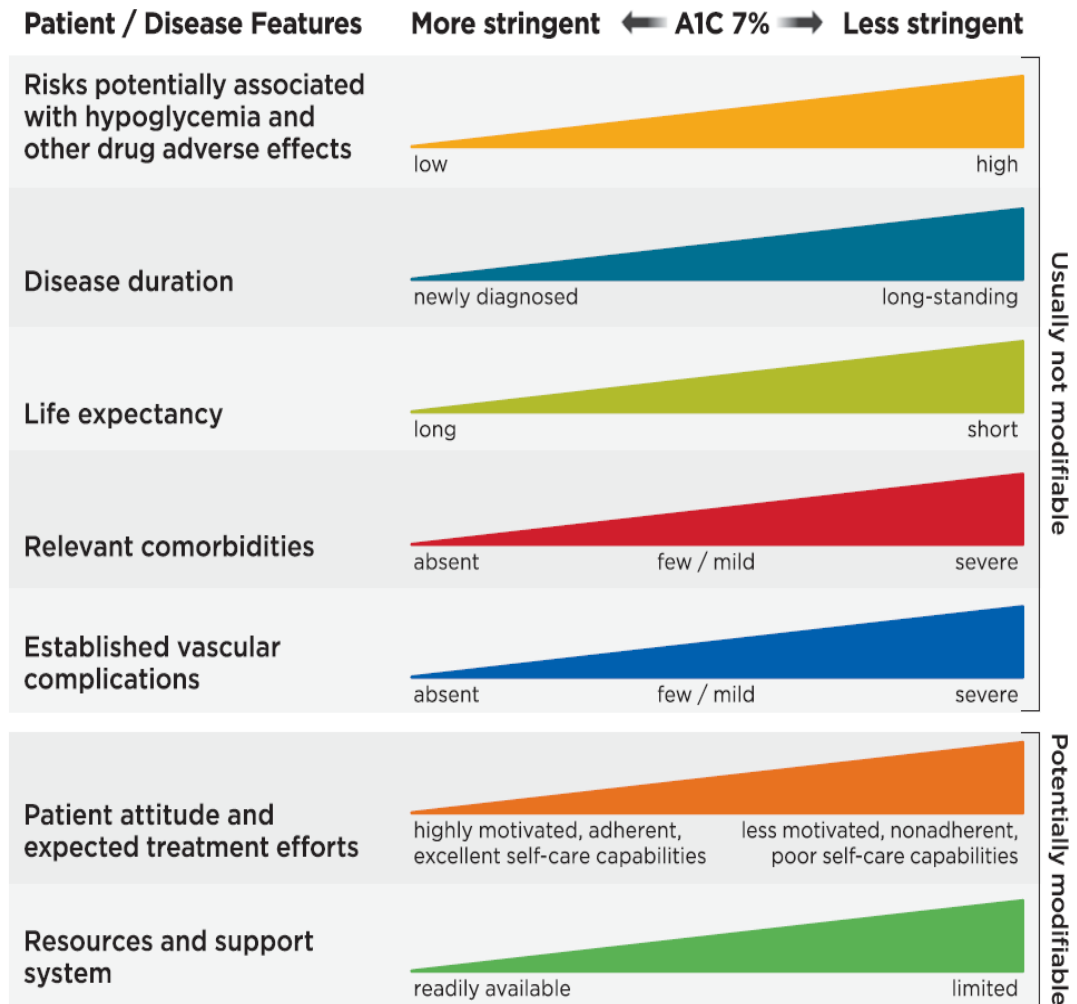 Patient / Disease Features
More stringent
A1C 7%
Less stringent
Risks potentially associated
with hypoglycemia and
other drug adverse effects
low
high
Disease duration
newly diagnosed
long-standing
Life expectancy
long
short
Relevant comorbidities
absent
few / mild
severe
Established vascular
complications
absent
few / mild
severe
Usually not modifiable
Patient attitude and
expected treatment efforts
highly motivated, adherent,
excellent self-care capabilities
less motivated, nonadherent,
poor self-care capabilities
Resources and support
system
readily available
limited
Potentially modifiable